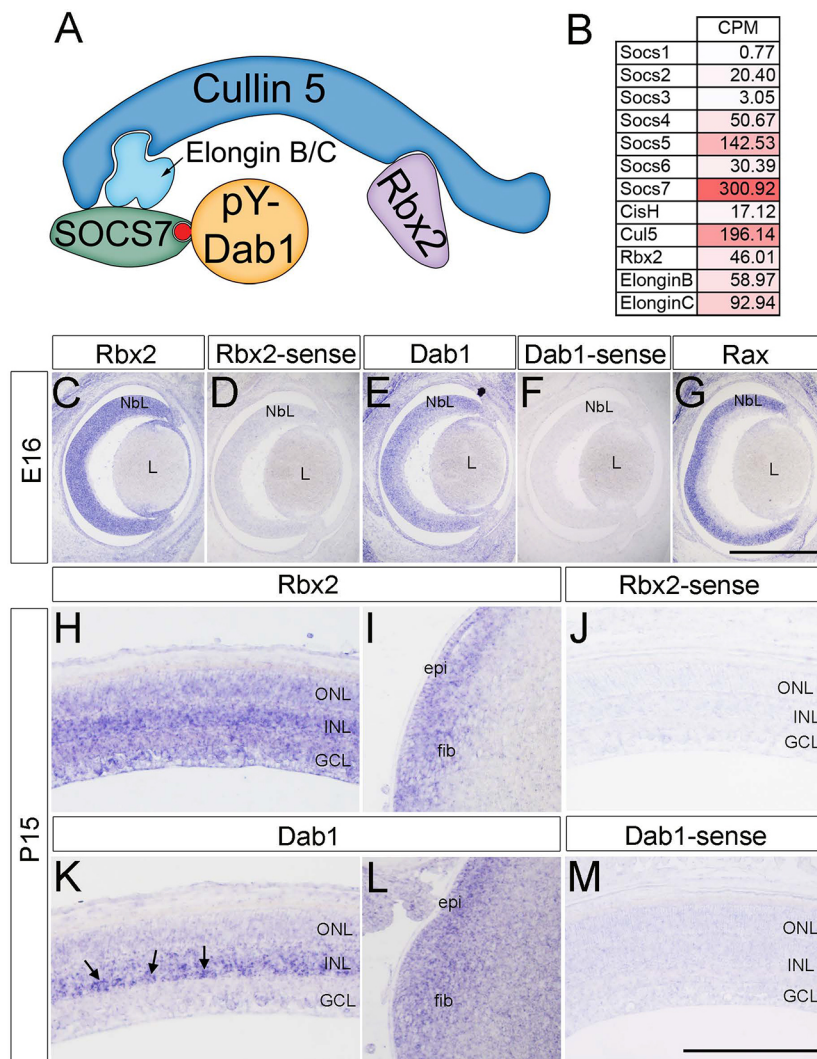 A
Cullin 5
Elongin B/C
SOCS7
pY-
Dab1
Rbx2
B
CPM
Socs1 0.77
Socs2 20.40
Socs3 3.05
Socs4 50.67
Socs5 142.53
Socs6 30.39
Socs7 300.92
CisH 17.12
Cul5 196.14
Rbx2 46.01
ElonginB 58.97
ElonginC 92.94
Rbx2 Rbx2-sense Dab1 Dab1-sense Rax
E16
C NbL L
D NbL L
E NbL L
F NbL L
G NbL L
Rbx2 Rbx2-sense
P15
H ONL INL GCL
I epi fib
J ONL INL GCL
Dab1 Dab1-sense
K ONL INL GCL
L epi fib
M ONL INL GCL